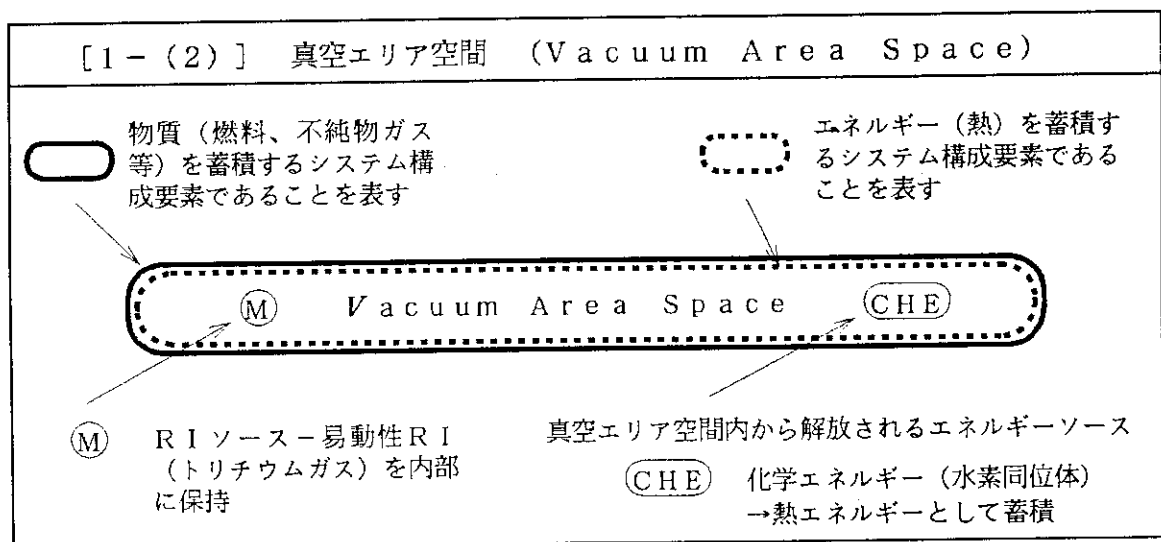 [1-(2)] 真空エリア空間 (Vacuum Area Space)
物質(燃料、不純物ガス
等)を蓄積するシステム構
成要素であることを表す
エネルギー(熱)を蓄積す
るシステム構成要素である
ことを表す
M Vacuum Area Space CHE
M RIソース-易動性RI
(トリチウムガス)を内部
に保持
真空エリア空間内から解放されるエネルギーソース
CHE 化学エネルギー(水素同位体)
→熱エネルギーとして蓄積